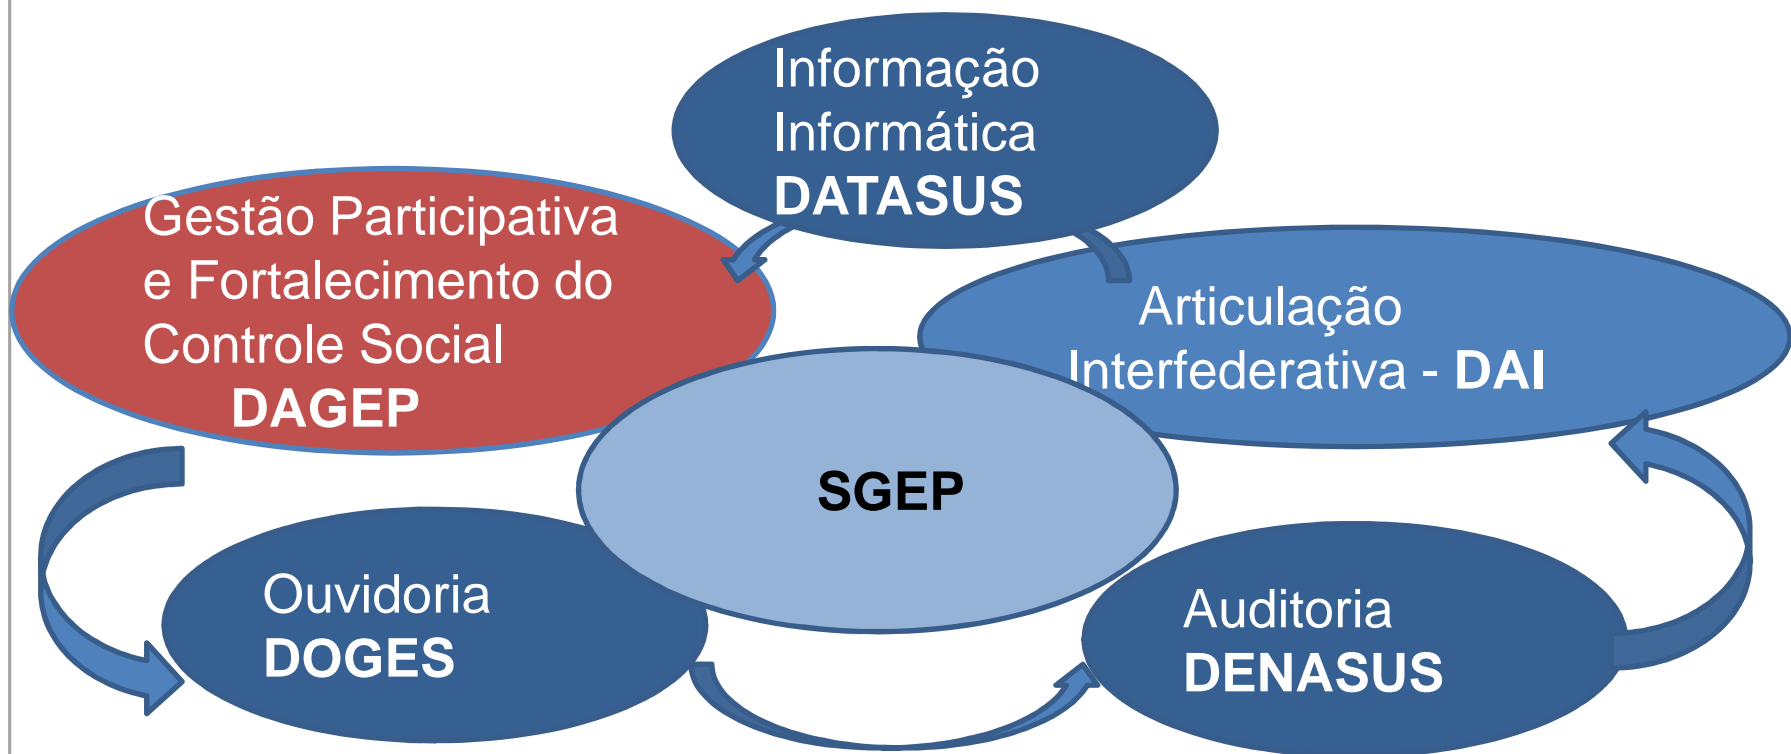 Informação
Informática
DATASUS
Gestão Participativa
e Fortalecimento do
Controle Social
DAGEP
Articulação
Interfederativa - DAI
SGEP
Ouvidoria
DOGES
Auditoria
DENASUS